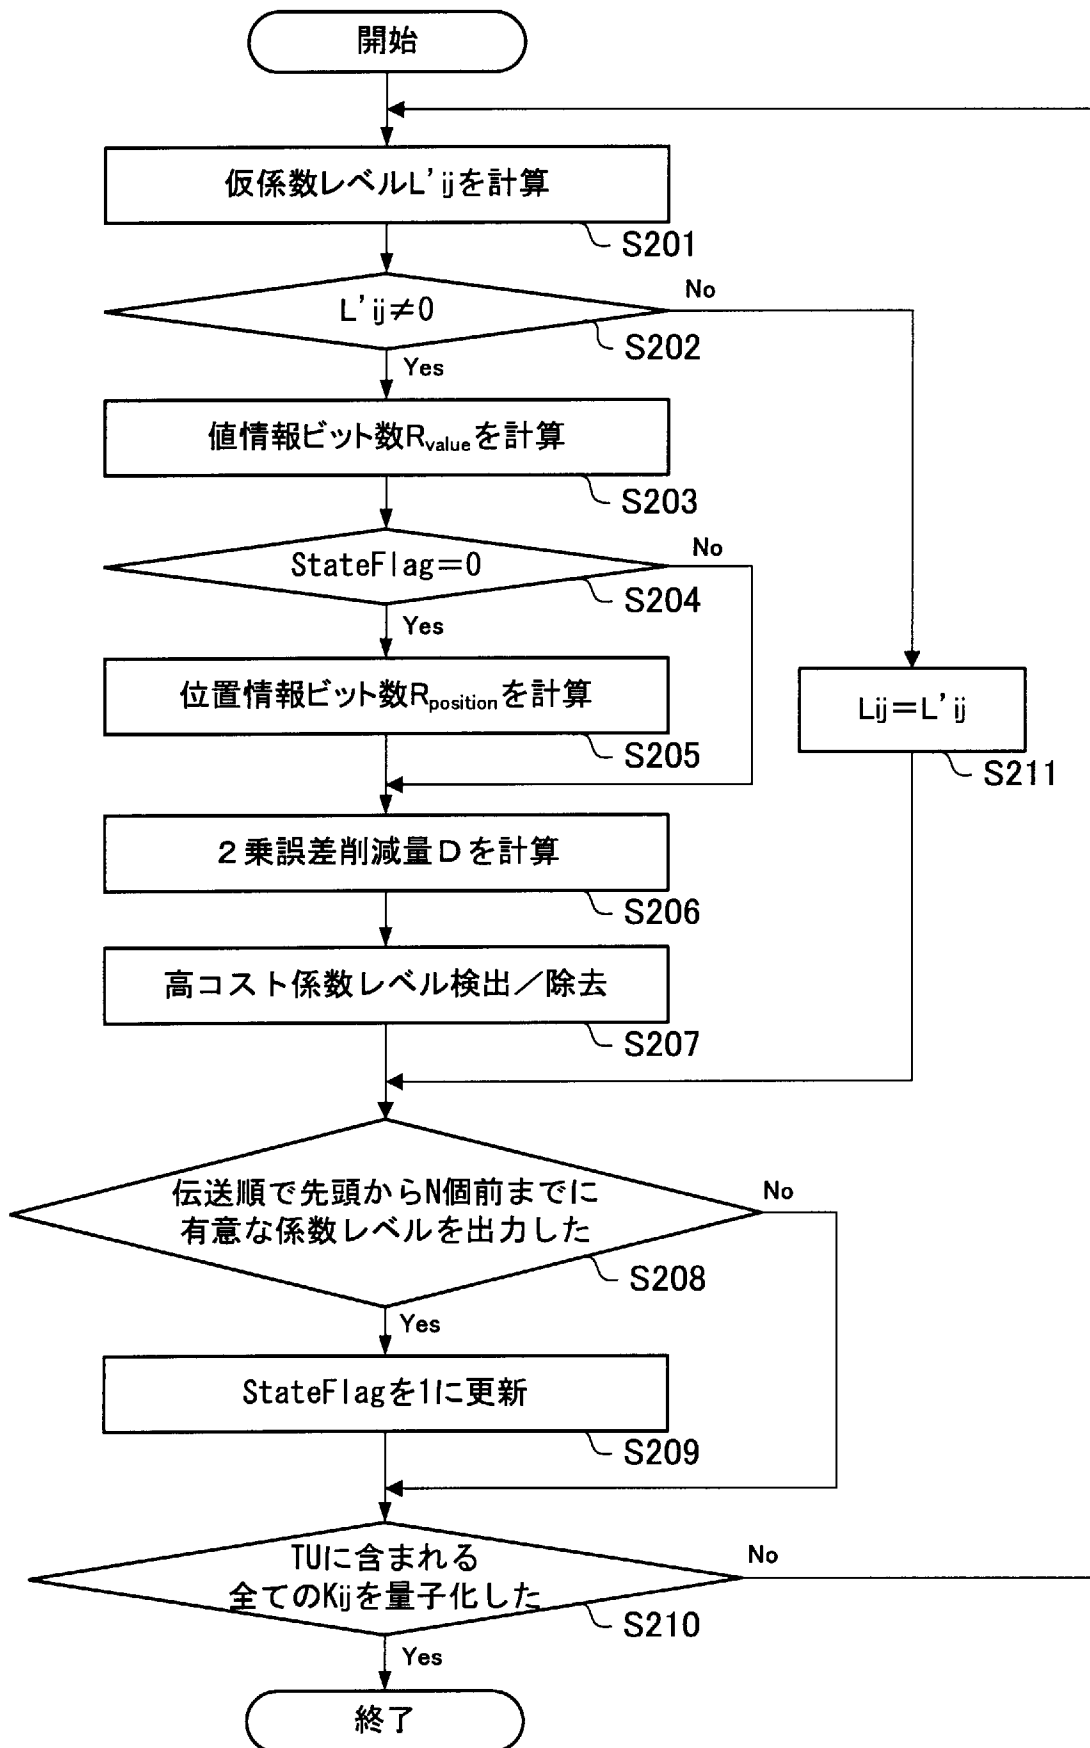 開始
仮係数レベルL'ijを計算
S201
L'ij≠0
No
S202
Yes
値情報ビット数Rvalueを計算
S203
StateFlag=0
No
S204
Yes
位置情報ビット数Rpositionを計算
S205
Lij=L'ij
S211
2乗誤差削減量Dを計算
S206
高コスト係数レベル検出/除去
S207
伝送順で先頭からN個前までに
有意な係数レベルを出力した
No
S208
Yes
StateFlagを1に更新
S209
TUに含まれる
全てのKijを量子化した
No
S210
Yes
終了